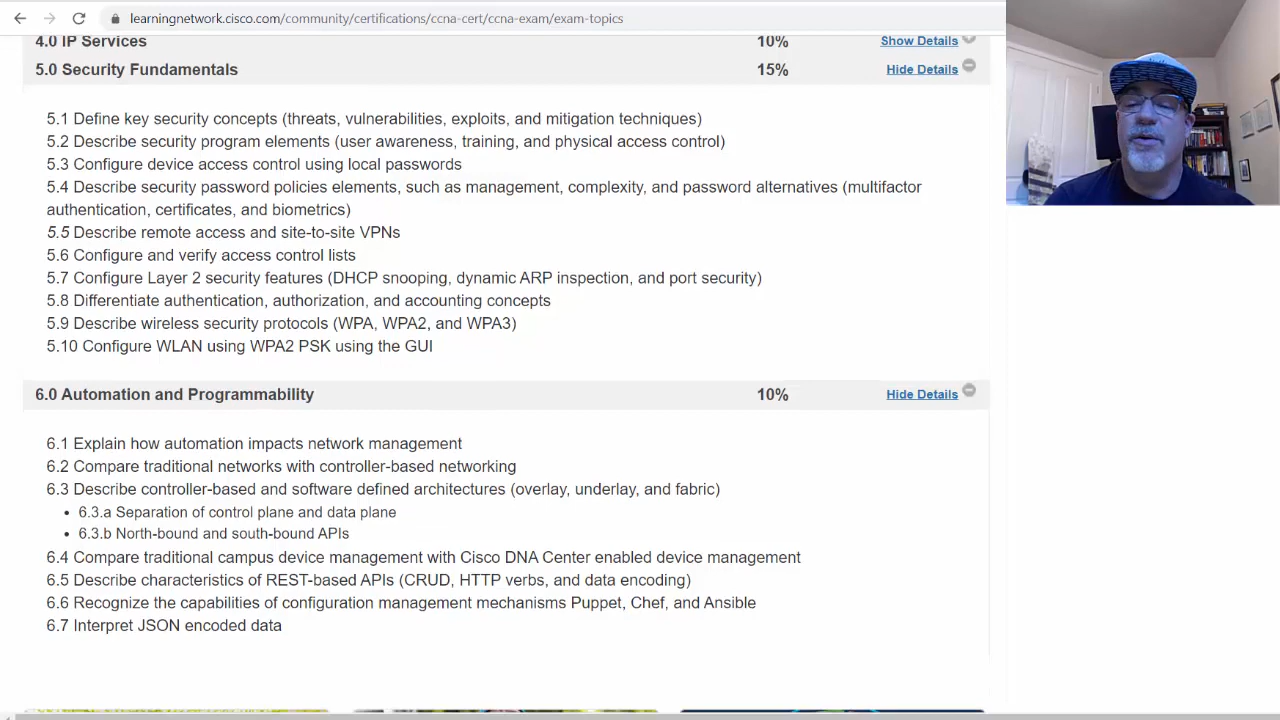 learningnetwork.cisco.com/community/certifications/ccna-cert/ccna-exam/exam-topics
4.0 IP Services 10% Show Details
5.0 Security Fundamentals 15% Hide Details
5.1 Define key security concepts (threats, vulnerabilities, exploits, and mitigation techniques)
5.2 Describe security program elements (user awareness, training, and physical access control)
5.3 Configure device access control using local passwords
5.4 Describe security password policies elements, such as management, complexity, and password alternatives (multifactor
authentication, certificates, and biometrics)
5.5 Describe remote access and site-to-site VPNs
5.6 Configure and verify access control lists
5.7 Configure Layer 2 security features (DHCP snooping, dynamic ARP inspection, and port security)
5.8 Differentiate authentication, authorization, and accounting concepts
5.9 Describe wireless security protocols (WPA, WPA2, and WPA3)
5.10 Configure WLAN using WPA2 PSK using the GUI
6.0 Automation and Programmability 10% Hide Details
6.1 Explain how automation impacts network management
6.2 Compare traditional networks with controller-based networking
6.3 Describe controller-based and software defined architectures (overlay, underlay, and fabric)
• 6.3.a Separation of control plane and data plane
• 6.3.b North-bound and south-bound APIs
6.4 Compare traditional campus device management with Cisco DNA Center enabled device management
6.5 Describe characteristics of REST-based APIs (CRUD, HTTP verbs, and data encoding)
6.6 Recognize the capabilities of configuration management mechanisms Puppet, Chef, and Ansible
6.7 Interpret JSON encoded data